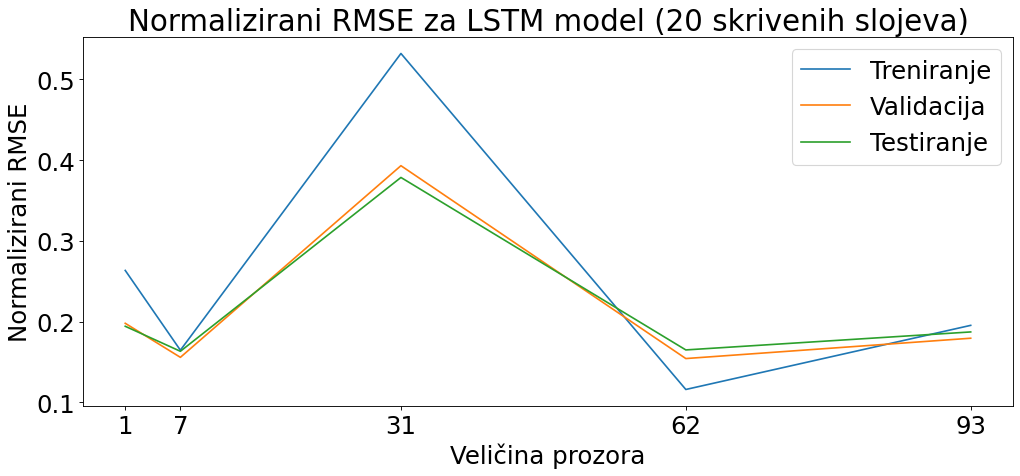 Normalizirani RMSE za LSTM model (20 skrivenih slojeva)
Treniranje
Validacija
Testiranje
Normalizirani RMSE
0.5
0.4
0.3
0.2
0.1
1 7 31 62 93
Veličina prozora